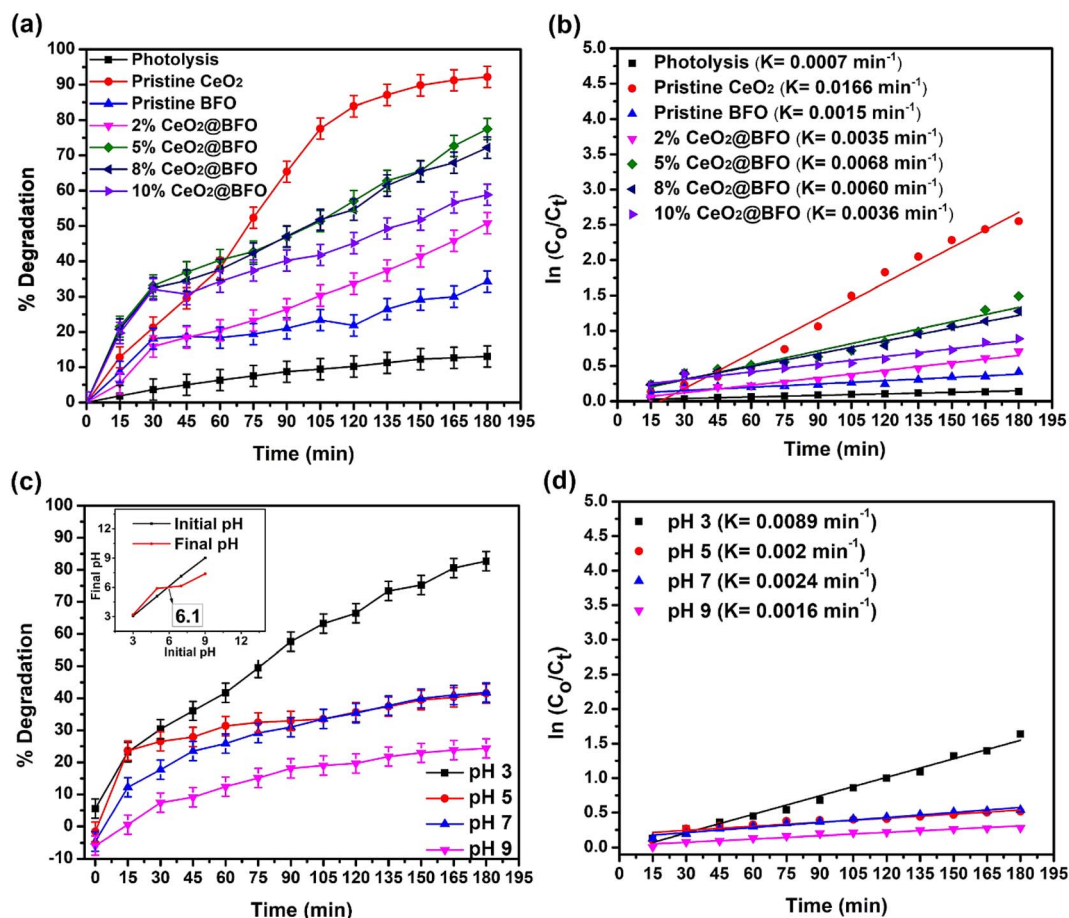 (a)
100
90
80
70
60
50
40
30
20
10
0
% Degradation
Photolysis
Pristine CeO₂
Pristine BFO
2% CeO₂@BFO
5% CeO₂@BFO
8% CeO₂@BFO
10% CeO₂@BFO
0 15 30 45 60 75 90 105 120 135 150 165 180 195
Time (min)
(b)
5.0
4.5
4.0
3.5
3.0
2.5
2.0
1.5
1.0
0.5
0.0
ln (C₀/Cₜ)
Photolysis (K= 0.0007 min⁻¹)
Pristine CeO₂ (K= 0.0166 min⁻¹)
Pristine BFO (K= 0.0015 min⁻¹)
2% CeO₂@BFO (K= 0.0035 min⁻¹)
5% CeO₂@BFO (K= 0.0068 min⁻¹)
8% CeO₂@BFO (K= 0.0060 min⁻¹)
10% CeO₂@BFO (K= 0.0036 min⁻¹)
0 15 30 45 60 75 90 105 120 135 150 165 180 195
Time (min)
(c)
100
90
80
70
60
50
40
30
20
10
0
-10
% Degradation
12
9
6
3
Final pH
Initial pH
Final pH
6.1
3 6 9 12
Initial pH
pH 3
pH 5
pH 7
pH 9
0 15 30 45 60 75 90 105 120 135 150 165 180 195
Time (min)
(d)
5.0
4.5
4.0
3.5
3.0
2.5
2.0
1.5
1.0
0.5
0.0
ln (C₀/Cₜ)
pH 3 (K= 0.0089 min⁻¹)
pH 5 (K= 0.002 min⁻¹)
pH 7 (K= 0.0024 min⁻¹)
pH 9 (K= 0.0016 min⁻¹)
0 15 30 45 60 75 90 105 120 135 150 165 180 195
Time (min)